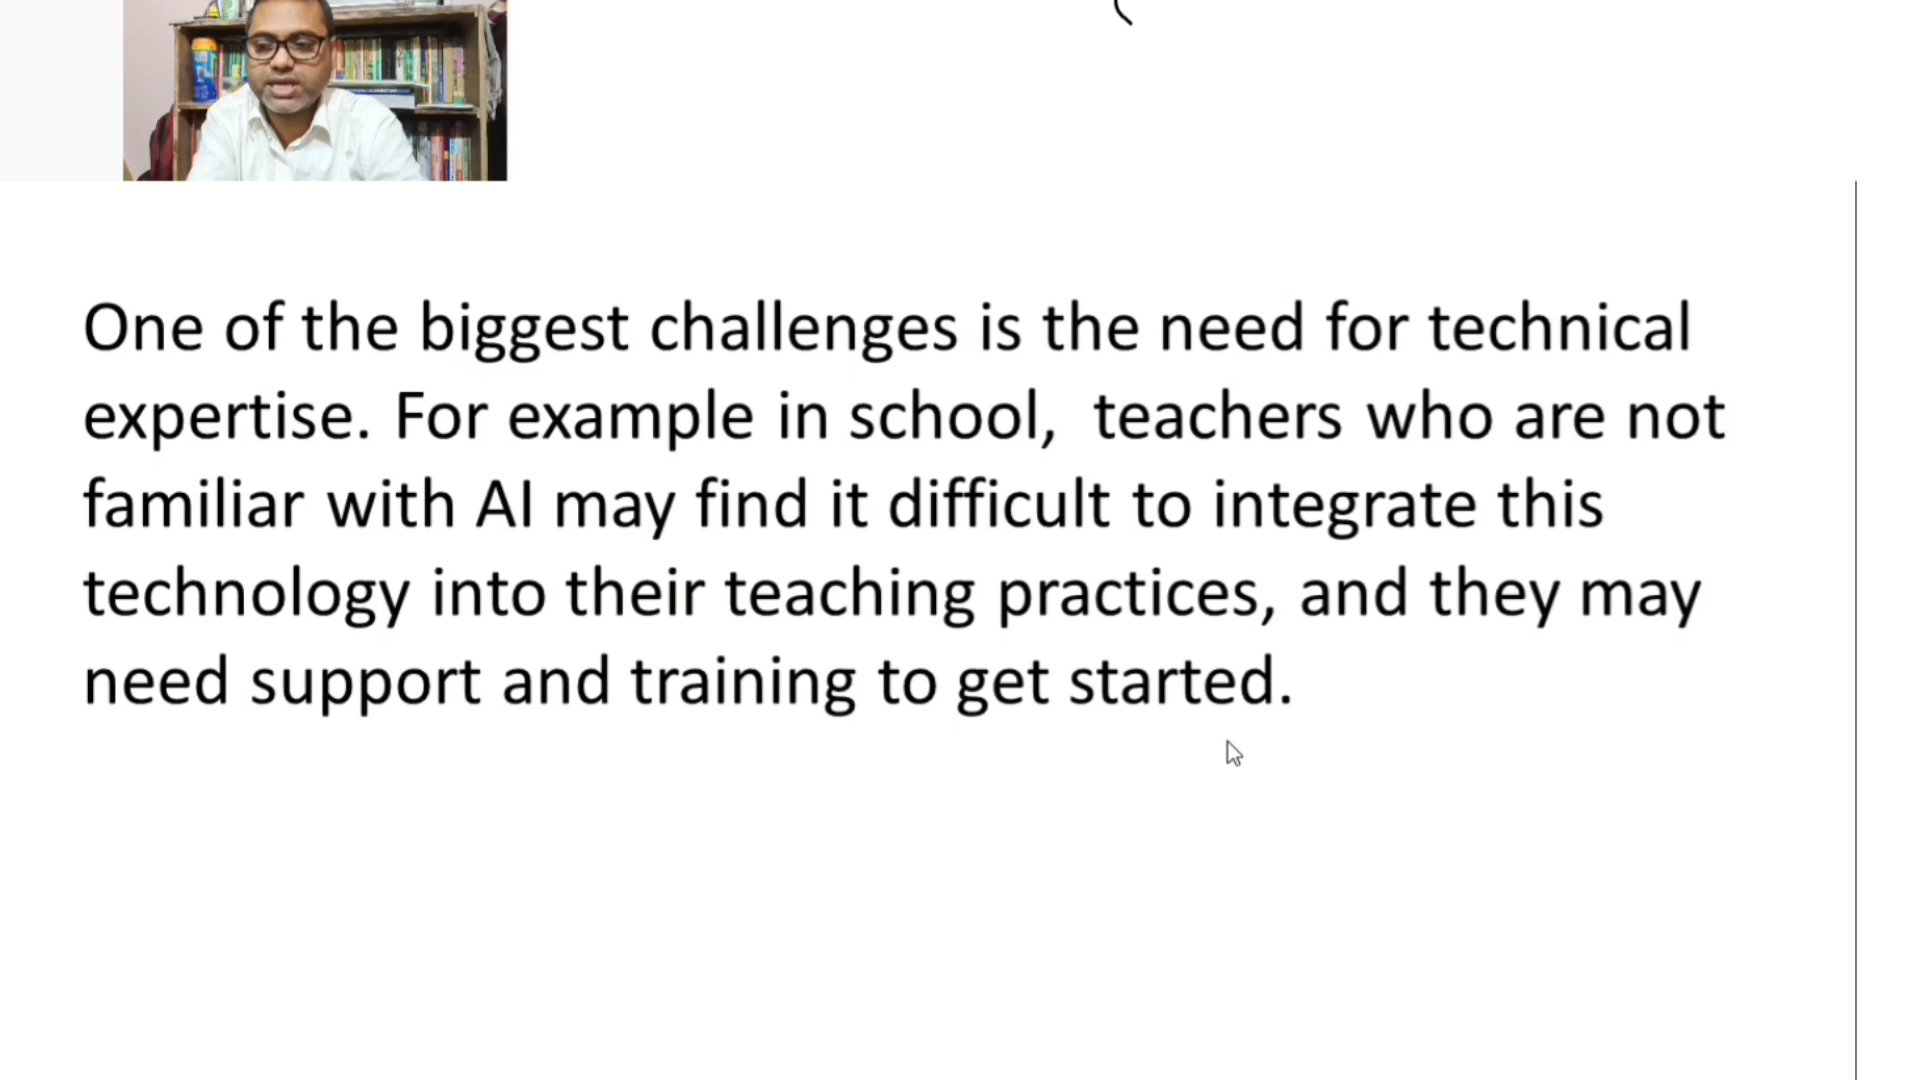 One of the biggest challenges is the need for technical
expertise. For example in school,  teachers who are not
familiar with AI may find it difficult to integrate this
technology into their teaching practices, and they may
need support and training to get started.